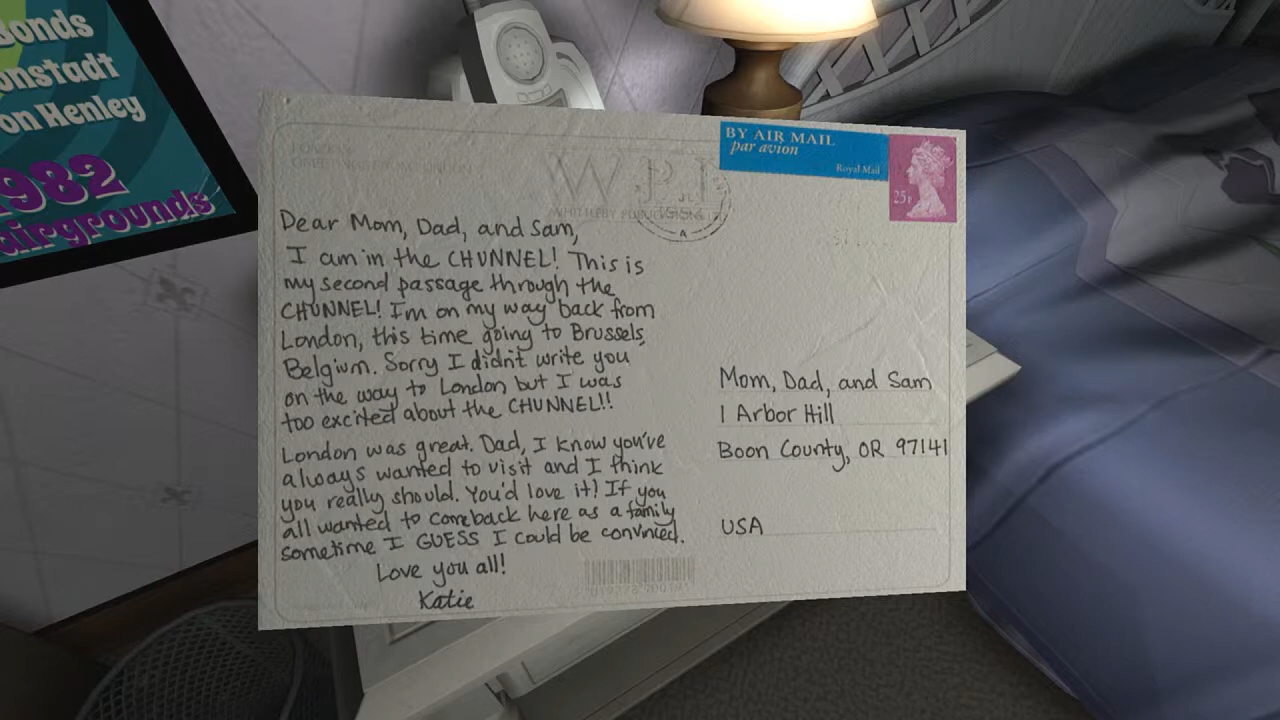 onds
onstadt
on Henley
1982
airgrounds
BY AIR MAIL
par avion
Royal Mail
25P
W.P.I.
Dear Mom, Dad, and Sam,
I am in the CHUNNEL! This is
my second passage through the
CHUNNEL! I'm on my way back from
London, this time going to Brussels,
Belgium. Sorry I didn't write you
on the way to London but I was
too excited about the CHUNNEL!!
London was great. Dad, I know you've
always wanted to visit and I think
you really should. You'd love it! If you
all wanted to come back here as a family
sometime I GUESS I could be convinced.
Love you all!
Katie
Mom, Dad, and Sam
1 Arbor Hill
Boon County, OR 97141
USA